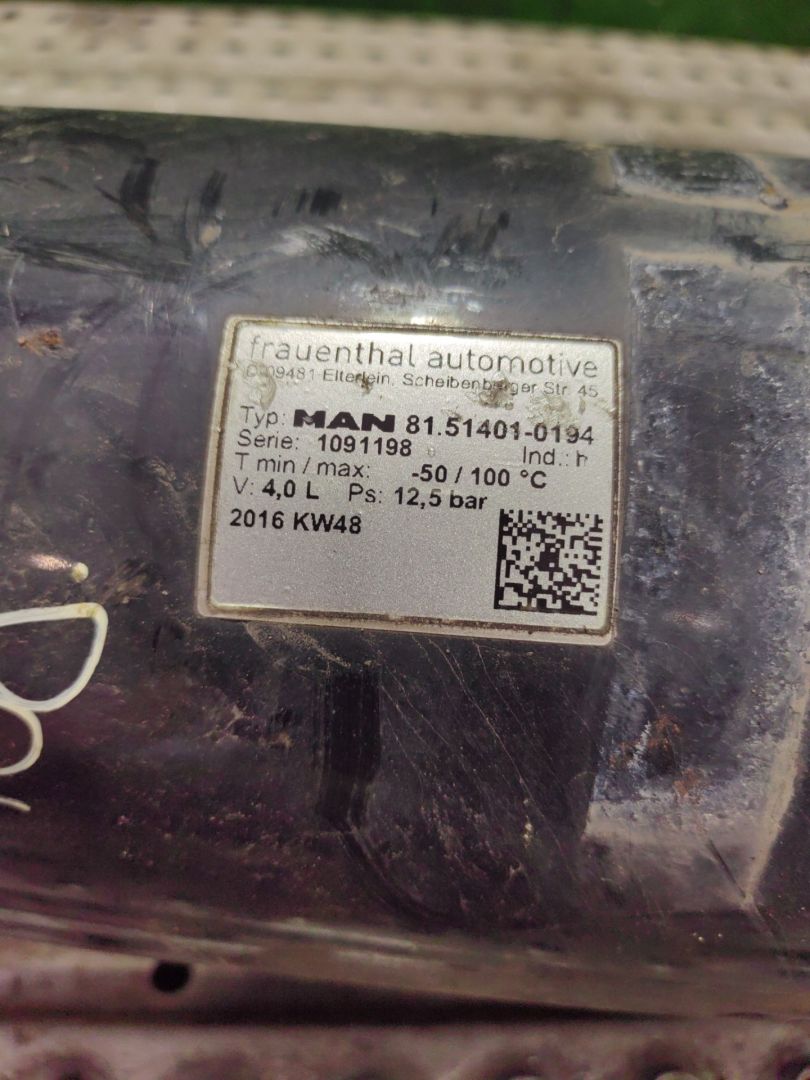 frauenthal automotive
D-09481 Elterlein, Scheibenberger Str. 45
Typ: MAN 81.51401-0194
Serie: 1091198 Ind.: h
T min / max: -50 / 100 °C
V: 4,0 L Ps: 12,5 bar
2016 KW48